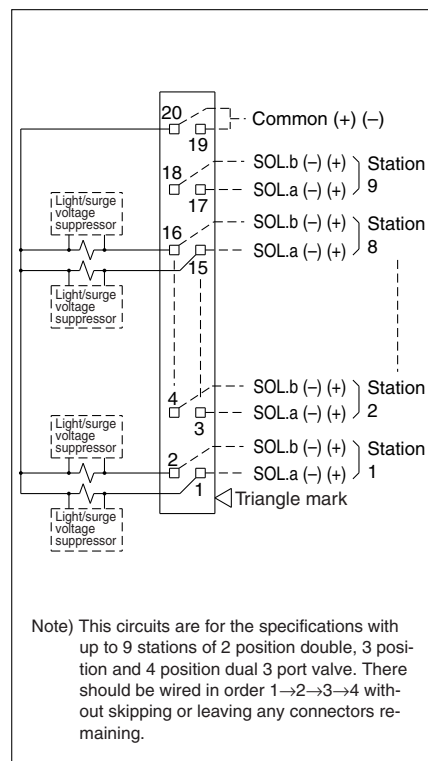 20
Common (+) (–)
19
18
SOL.b (–) (+)
Station
SOL.a (–) (+)
9
17
Light/surge
voltage
suppressor
16
SOL.b (–) (+)
Station
SOL.a (–) (+)
8
15
Light/surge
voltage
suppressor
4
SOL.b (–) (+)
Station
SOL.a (–) (+)
2
3
Light/surge
voltage
suppressor
2
SOL.b (–) (+)
Station
SOL.a (–) (+)
1
1
Triangle mark
Light/surge
voltage
suppressor
Note) This circuits are for the specifications with
up to 9 stations of 2 position double, 3 posi-
tion and 4 position dual 3 port valve. There
should be wired in order 1→2→3→4 with-
out skipping or leaving any connectors re-
maining.